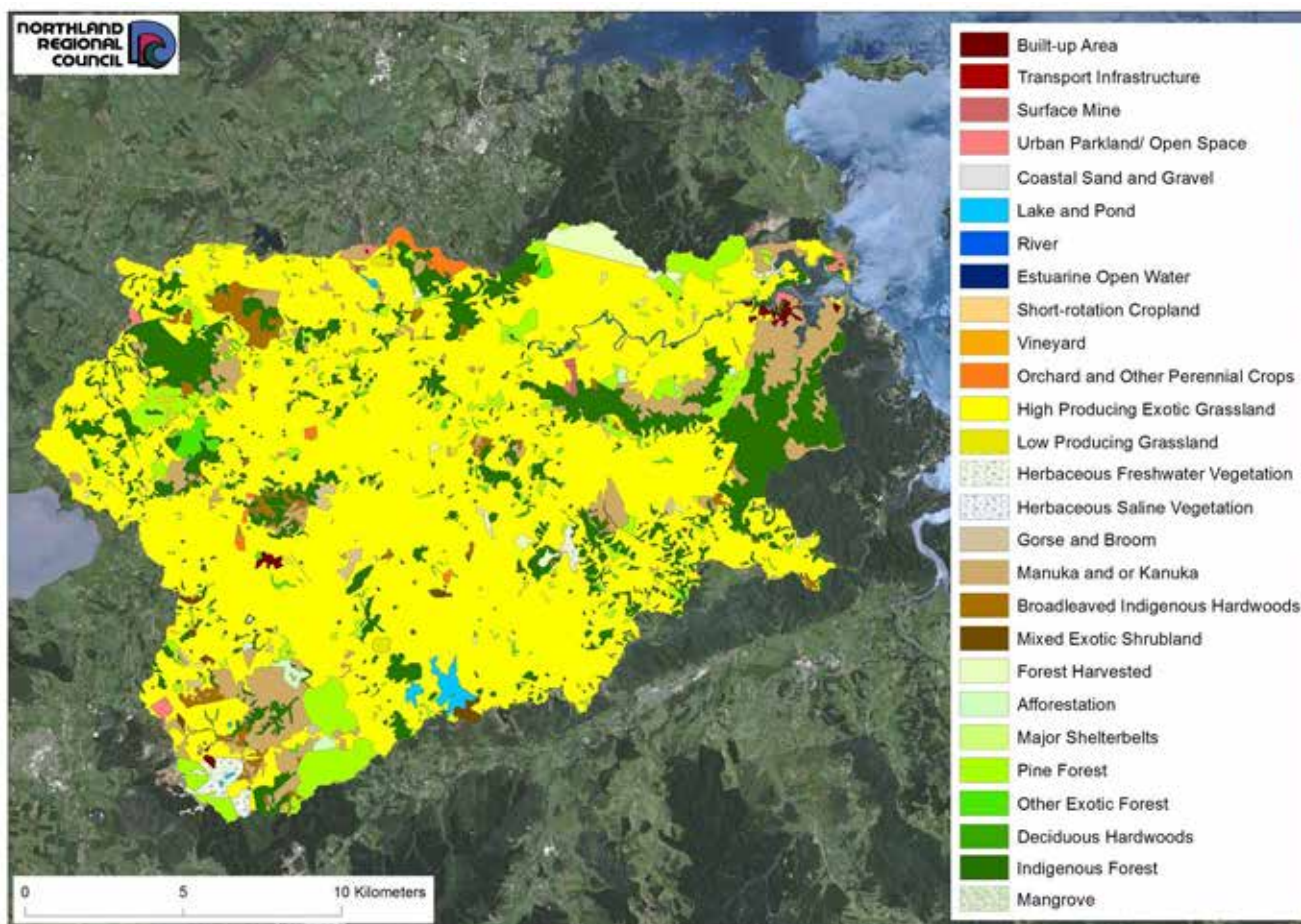 NORTHLAND
REGIONAL
COUNCIL
Built-up Area
Transport Infrastructure
Surface Mine
Urban Parkland/ Open Space
Coastal Sand and Gravel
Lake and Pond
River
Estuarine Open Water
Short-rotation Cropland
Vineyard
Orchard and Other Perennial Crops
High Producing Exotic Grassland
Low Producing Grassland
Herbaceous Freshwater Vegetation
Herbaceous Saline Vegetation
Gorse and Broom
Manuka and or Kanuka
Broadleaved Indigenous Hardwoods
Mixed Exotic Shrubland
Forest Harvested
Afforestation
Major Shelterbelts
Pine Forest
Other Exotic Forest
Deciduous Hardwoods
Indigenous Forest
Mangrove
0 5 10 Kilometers